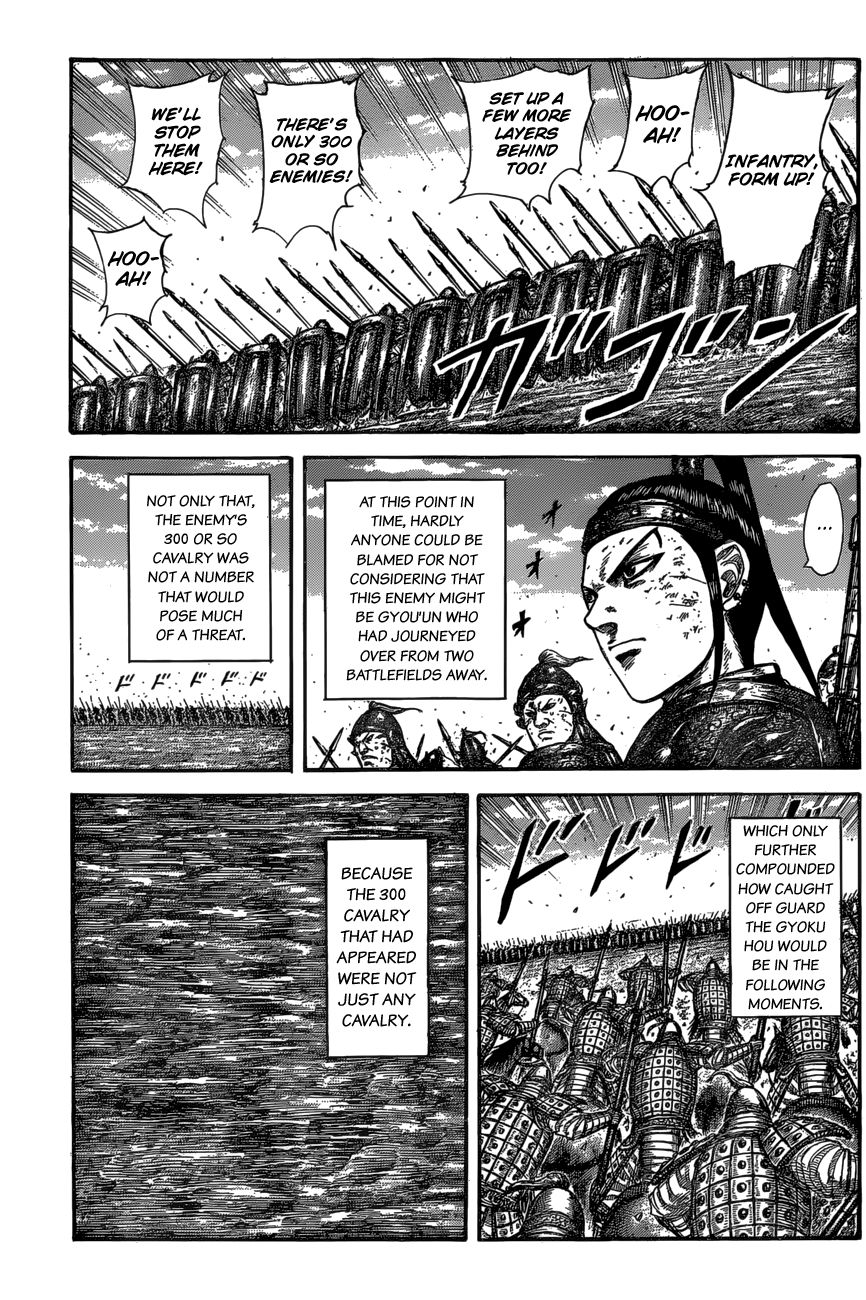 INFANTRY,
FORM UP!
HOO-
AH!
SET UP A
FEW MORE
LAYERS
BEHIND
TOO!
THERE'S
ONLY 300
OR SO
ENEMIES!
WE'LL
STOP
THEM
HERE!
HOO-
AH!
ガゴン
...
オオオ
AT THIS POINT IN
TIME, HARDLY
ANYONE COULD BE
BLAMED FOR NOT
CONSIDERING THAT
THIS ENEMY MIGHT
BE GYOU'UN WHO
HAD JOURNEYED
OVER FROM TWO
BATTLEFIELDS AWAY.
NOT ONLY THAT,
THE ENEMY'S
300 OR SO
CAVALRY WAS
NOT A NUMBER
THAT WOULD
POSE MUCH
OF A THREAT.
ドドドドド
WHICH ONLY
FURTHER
COMPOUNDED
HOW CAUGHT
OFF GUARD
THE GYOKU
HOU WOULD
BE IN THE
FOLLOWING
MOMENTS.
ドドドド
BECAUSE
THE 300
CAVALRY
THAT HAD
APPEARED
WERE NOT
JUST ANY
CAVALRY.